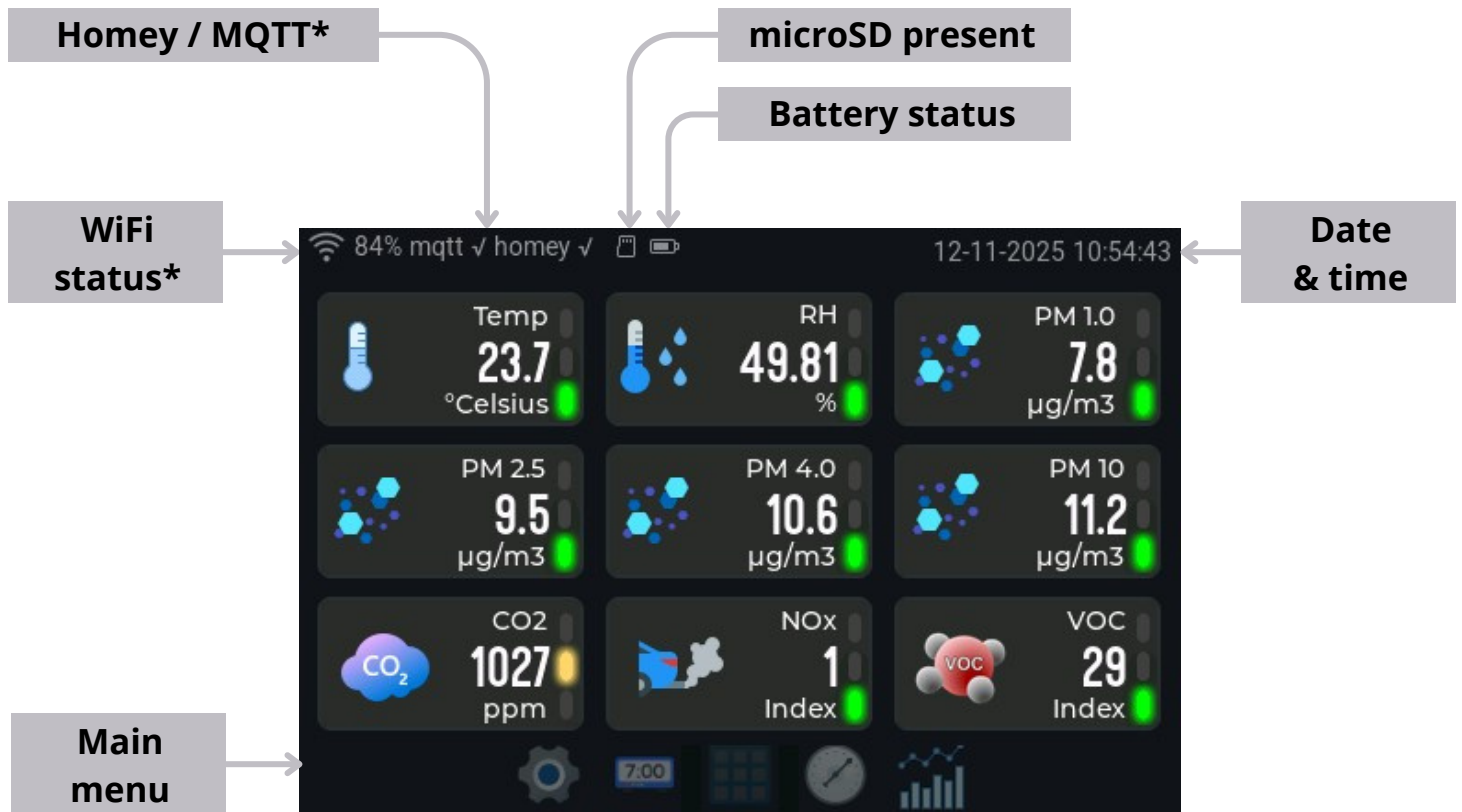 Homey / MQTT*
microSD present
Battery status
WiFi
status*
Date
& time
84% mqtt √ homey √
12-11-2025 10:54:43
Temp
23.7
°Celsius
RH
49.81
%
PM 1.0
7.8
µg/m3
PM 2.5
9.5
µg/m3
PM 4.0
10.6
µg/m3
PM 10
11.2
µg/m3
CO2
CO₂
1027
ppm
NOx
1
Index
VOC
VOC
29
Index
Main
menu
7:00